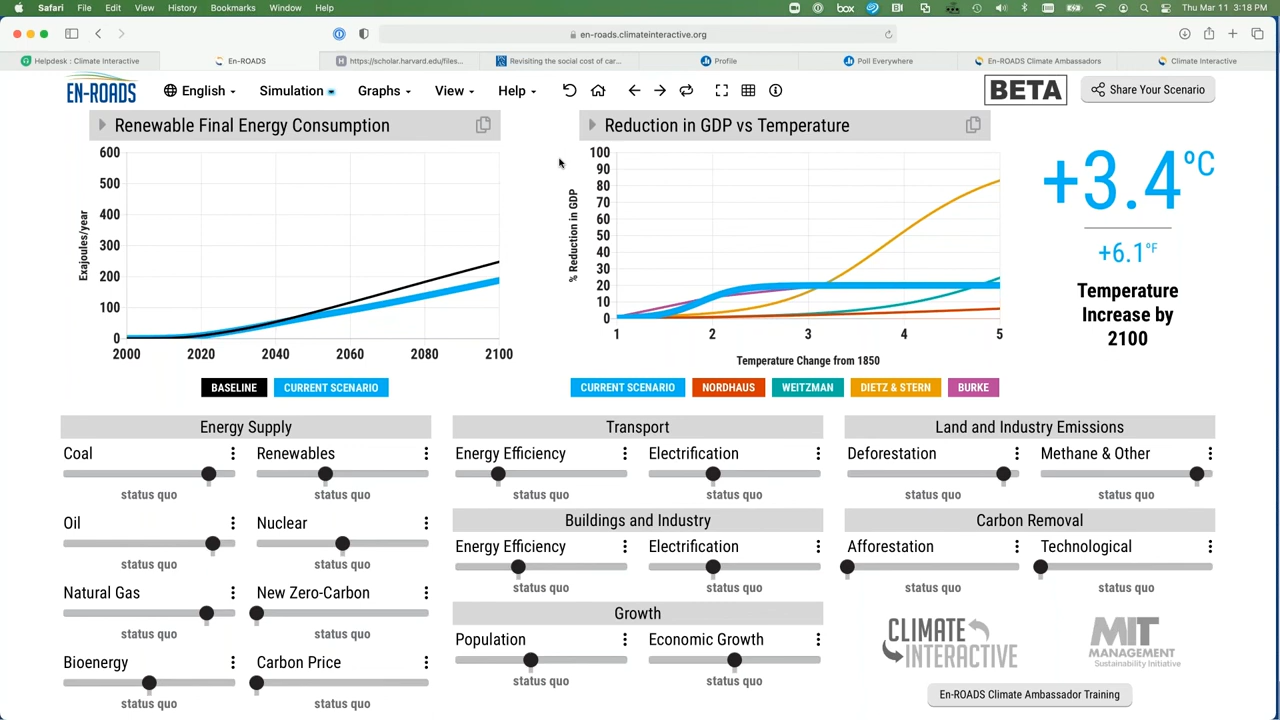 Safari File Edit View History Bookmarks Window Help
box
Thu Mar 11 3:18 PM
en-roads.climateinteractive.org
Helpdesk : Climate Interactive
En-ROADS
https://scholar.harvard.edu/files...
Revisiting the social cost of car...
Profile
Poll Everywhere
En-ROADS Climate Ambassadors
Climate Interactive
EN-ROADS
English
Simulation
Graphs
View
Help
BETA
Share Your Scenario
Renewable Final Energy Consumption
600
500
400
300
200
100
0
Exajoules/year
2000 2020 2040 2060 2080 2100
BASELINE CURRENT SCENARIO
Reduction in GDP vs Temperature
100
90
80
70
60
50
40
30
20
10
0
% Reduction in GDP
1 2 3 4 5
Temperature Change from 1850
CURRENT SCENARIO NORDHAUS WEITZMAN DIETZ & STERN BURKE
+3.4°C
+6.1°F
Temperature
Increase by
2100
Energy Supply
Coal
status quo
Renewables
status quo
Oil
status quo
Nuclear
status quo
Natural Gas
status quo
New Zero-Carbon
status quo
Bioenergy
status quo
Carbon Price
status quo
Transport
Energy Efficiency
status quo
Electrification
status quo
Buildings and Industry
Energy Efficiency
status quo
Electrification
status quo
Growth
Population
status quo
Economic Growth
status quo
Land and Industry Emissions
Deforestation
status quo
Methane & Other
status quo
Carbon Removal
Afforestation
status quo
Technological
status quo
CLIMATE
INTERACTIVE
MIT
MANAGEMENT
Sustainability Initiative
En-ROADS Climate Ambassador Training